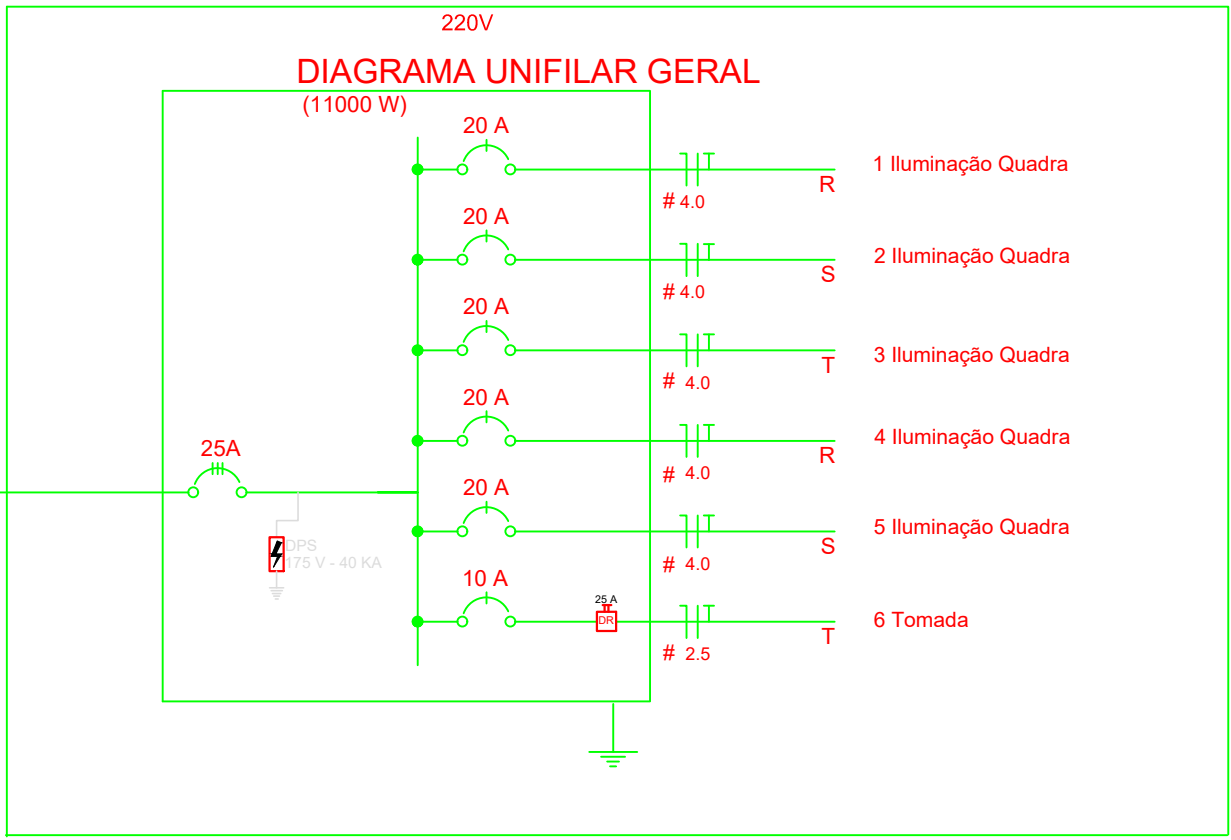 220V
DIAGRAMA UNIFILAR GERAL
(11000 W)
20 A
1 Iluminação Quadra
R
# 4.0
20 A
2 Iluminação Quadra
S
# 4.0
20 A
3 Iluminação Quadra
T
# 4.0
20 A
4 Iluminação Quadra
R
# 4.0
25A
20 A
5 Iluminação Quadra
S
# 4.0
DPS
175 V - 40 KA
10 A
25 A
DR
6 Tomada
T
# 2.5